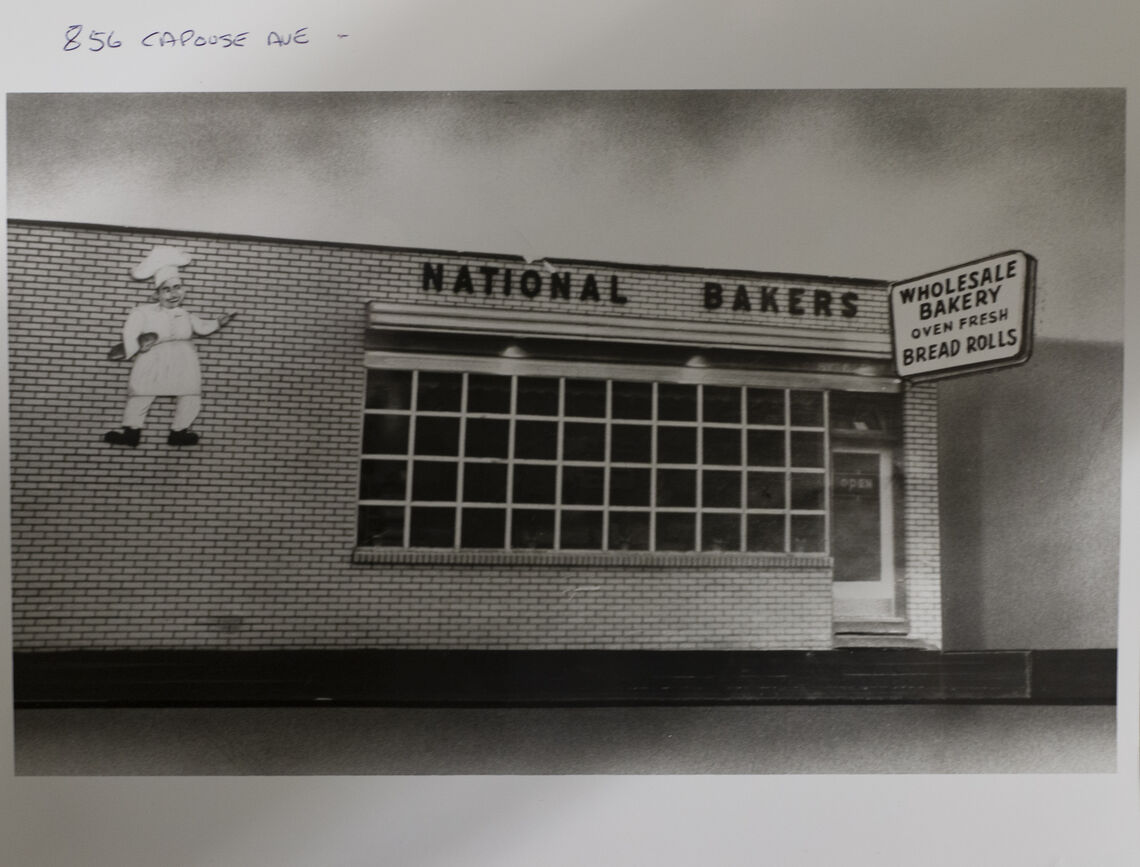 856 CAPOUSE AVE -
NATIONAL BAKERS
WHOLESALE
BAKERY
OVEN FRESH
BREAD ROLLS
OPEN